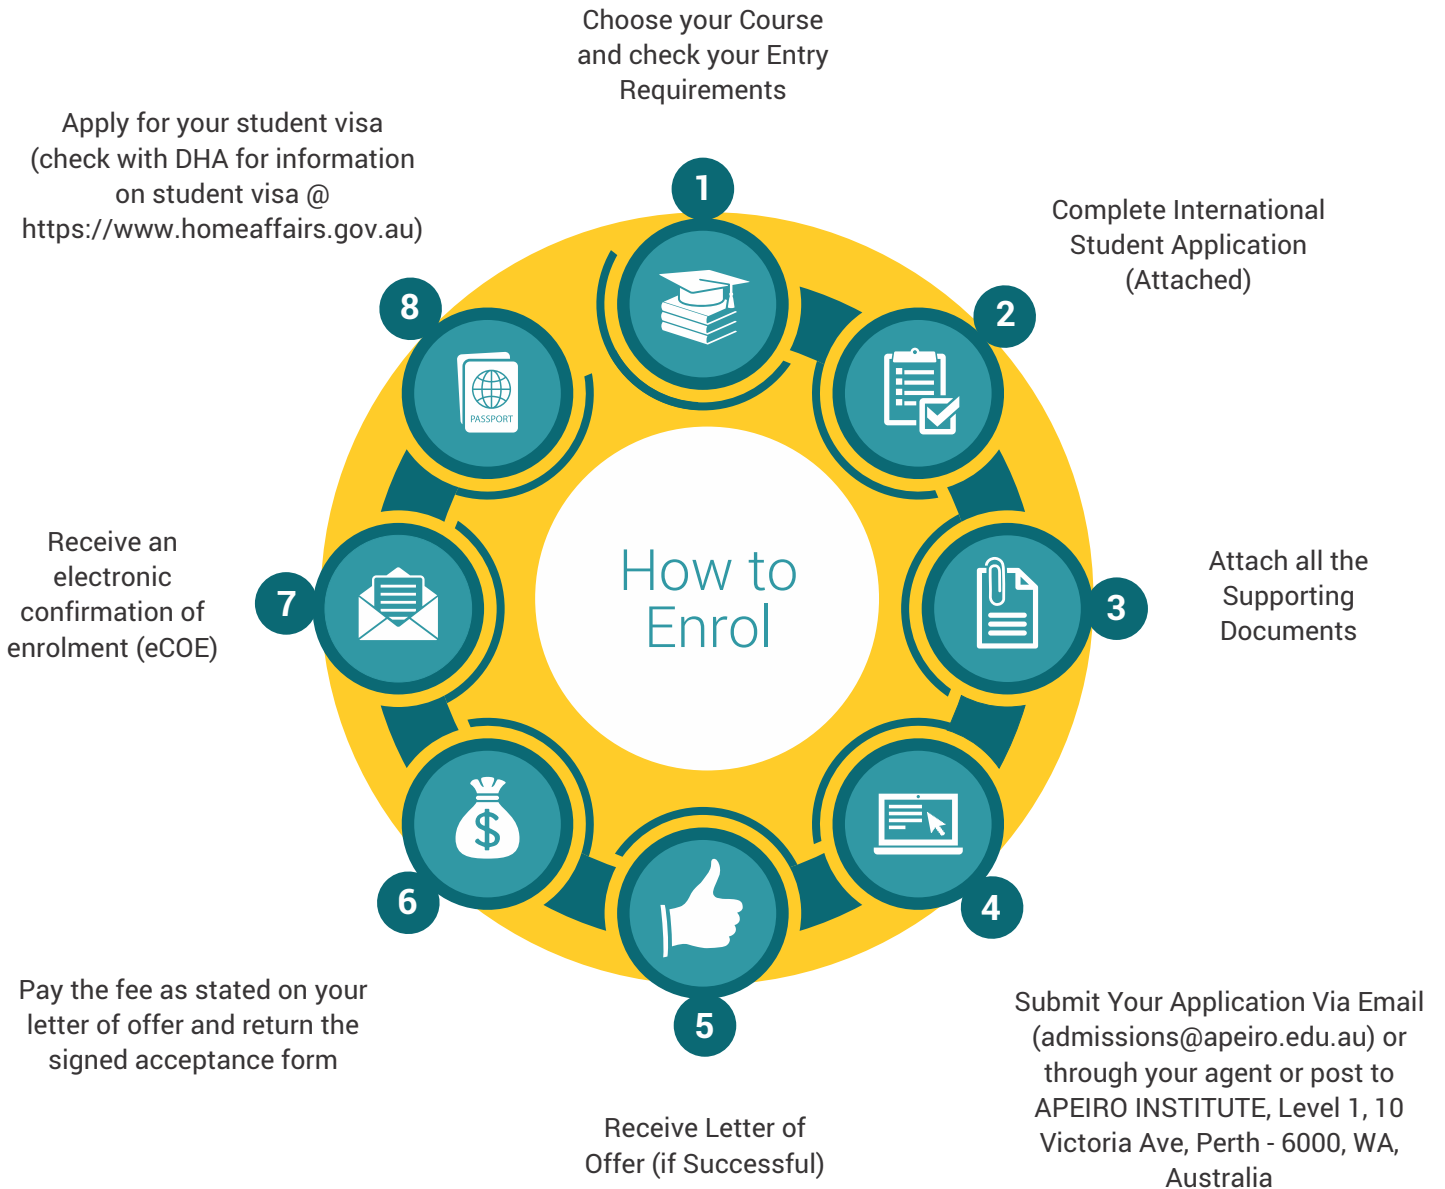 Choose your Course
and check your Entry
Requirements
1
Complete International
Student Application
(Attached)
2
Attach all the
Supporting
Documents
3
Submit Your Application Via Email
(admissions@apeiro.edu.au) or
through your agent or post to
APEIRO INSTITUTE, Level 1, 10
Victoria Ave, Perth - 6000, WA,
Australia
4
Receive Letter of
Offer (if Successful)
5
Pay the fee as stated on your
letter of offer and return the
signed acceptance form
6
$
Receive an
electronic
confirmation of
enrolment (eCOE)
7
Apply for your student visa
(check with DHA for information
on student visa @
https://www.homeaffairs.gov.au)
8
PASSPORT
How to
Enrol